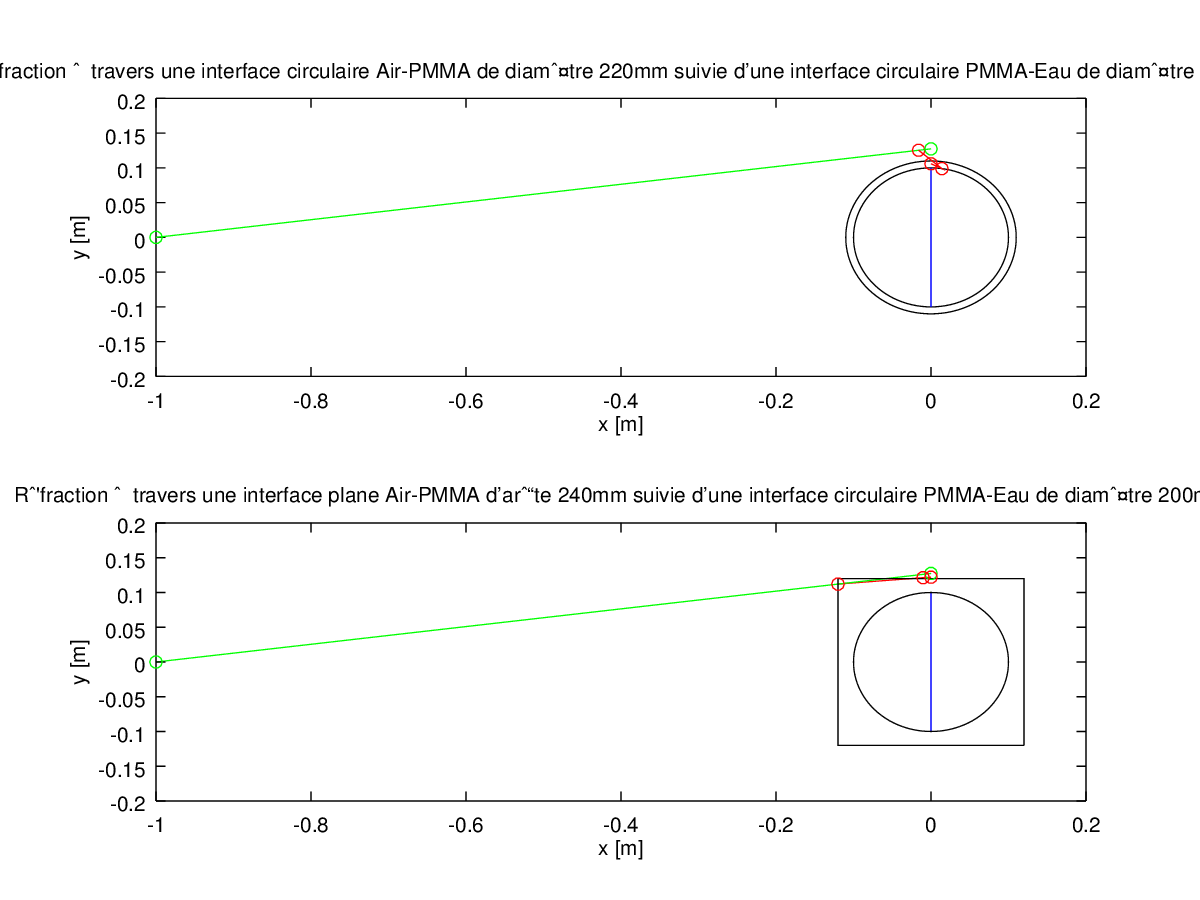 fraction ˆ  travers une interface circulaire Air-PMMA de diamˆ¤tre 220mm suivie d'une interface circulaire PMMA-Eau de diamˆ¤tre
0.2
0.15
0.1
0.05
0
-0.05
-0.1
-0.15
-0.2
y [m]
-1 -0.8 -0.6 -0.4 -0.2 0 0.2
x [m]
Rˆ'fraction ˆ  travers une interface plane Air-PMMA d'arˆ“te 240mm suivie d'une interface circulaire PMMA-Eau de diamˆ¤tre 200
0.2
0.15
0.1
0.05
0
-0.05
-0.1
-0.15
-0.2
y [m]
-1 -0.8 -0.6 -0.4 -0.2 0 0.2
x [m]